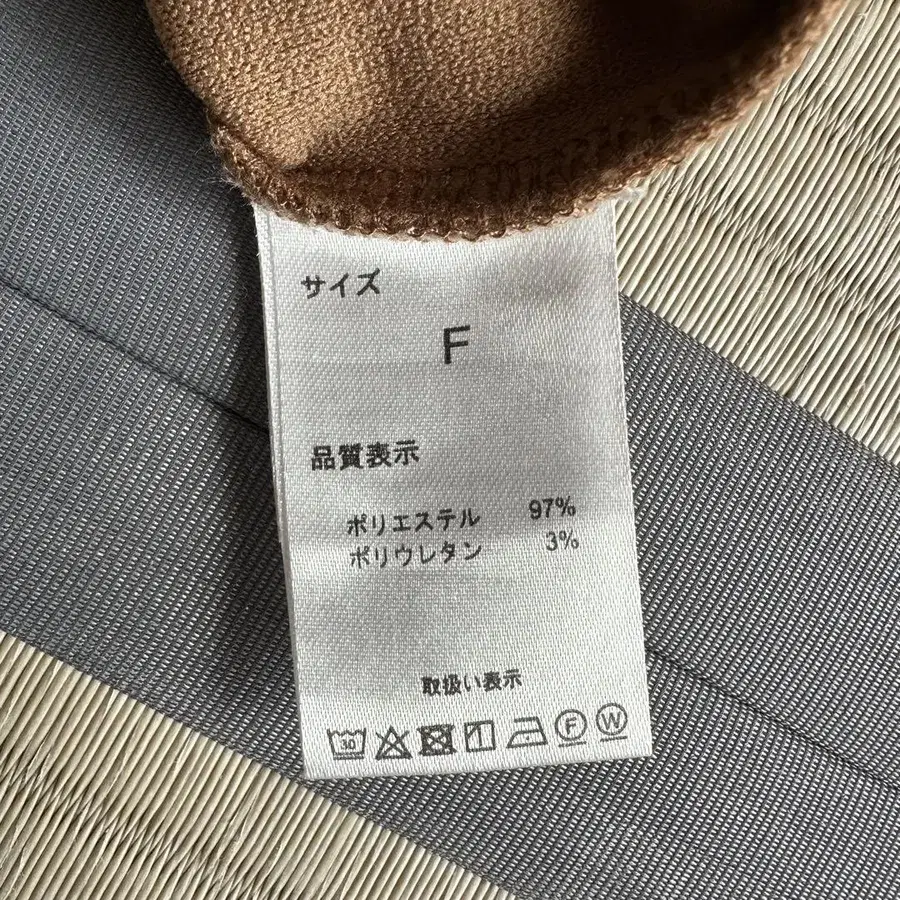 サイズ
F
品質表示
ポリエステル 97%
ポリウレタン 3%
取扱い表示
30 F W